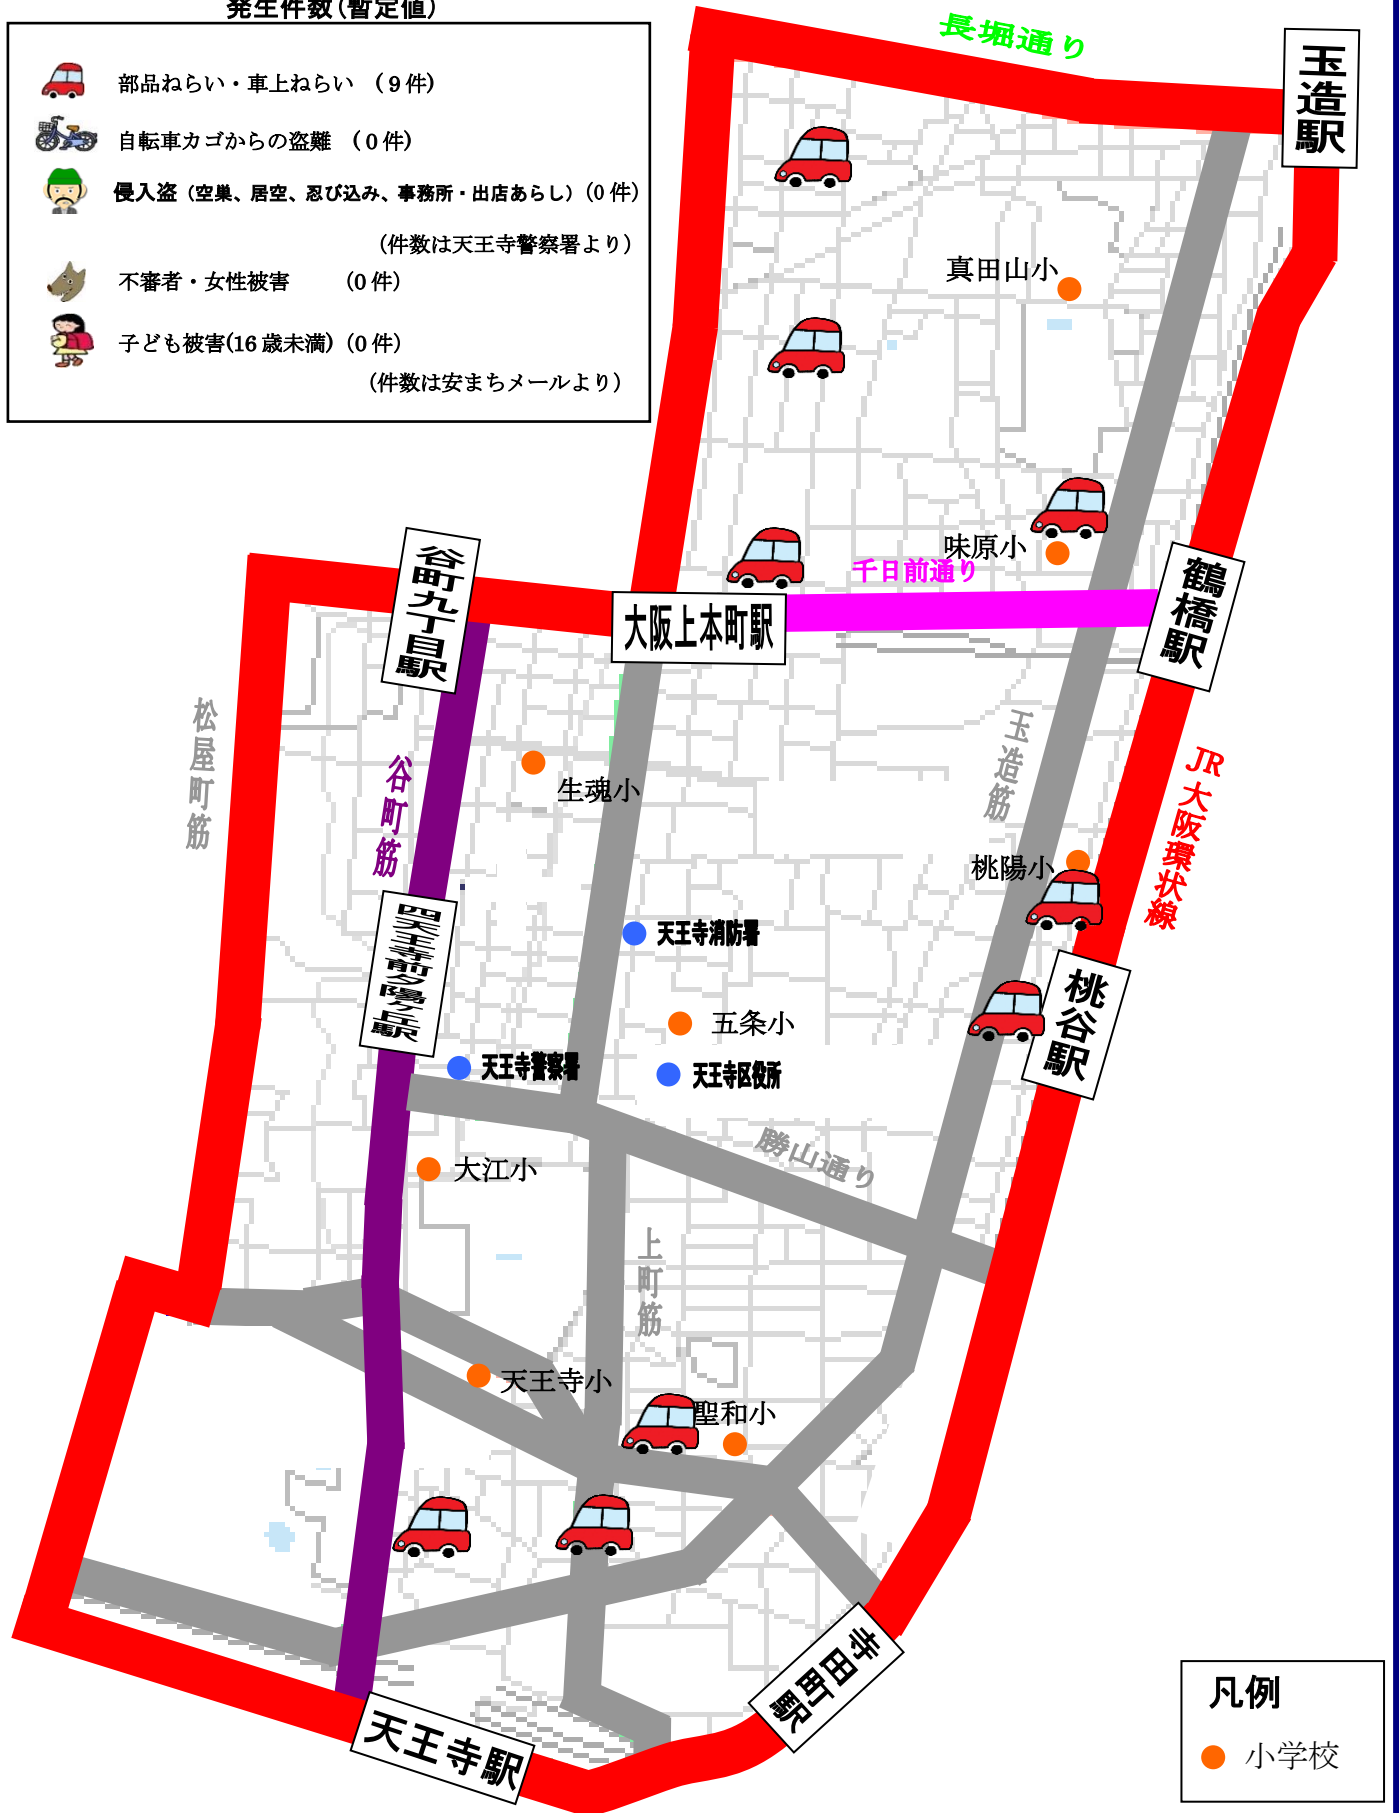 発生件数(暫定値)
部品ねらい・車上ねらい （9件）
自転車カゴからの盗難 （0件）
侵入盗（空巣、居空、忍び込み、事務所・出店あらし）（0件）
（件数は天王寺警察署より）
不審者・女性被害 （0件）
子ども被害(16歳未満)（0件）
（件数は安まちメールより）
長堀通り
玉造駅
真田山小
味原小
千日前通り
谷町九丁目駅
大阪上本町駅
鶴橋駅
松屋町筋
谷町筋
生魂小
玉造筋
JR大阪環状線
桃陽小
四天王寺前夕陽ケ丘駅
天王寺消防署
五条小
桃谷駅
天王寺警察署
天王寺区役所
大江小
勝山通り
上町筋
天王寺小
聖和小
寺田町駅
天王寺駅
凡例
小学校